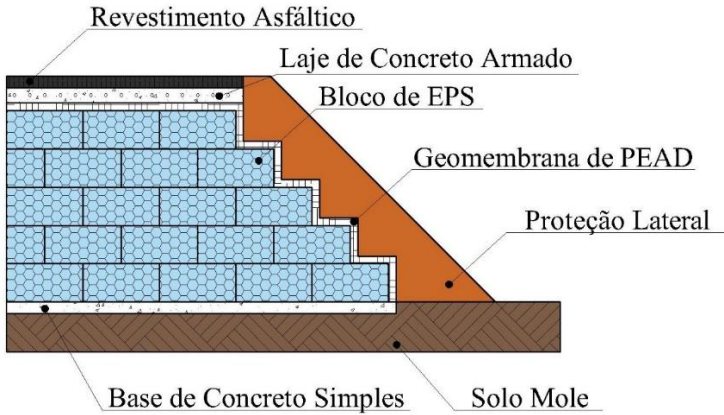 Revestimento Asfáltico
Laje de Concreto Armado
Bloco de EPS
Geomembrana de PEAD
Proteção Lateral
Base de Concreto Simples
Solo Mole